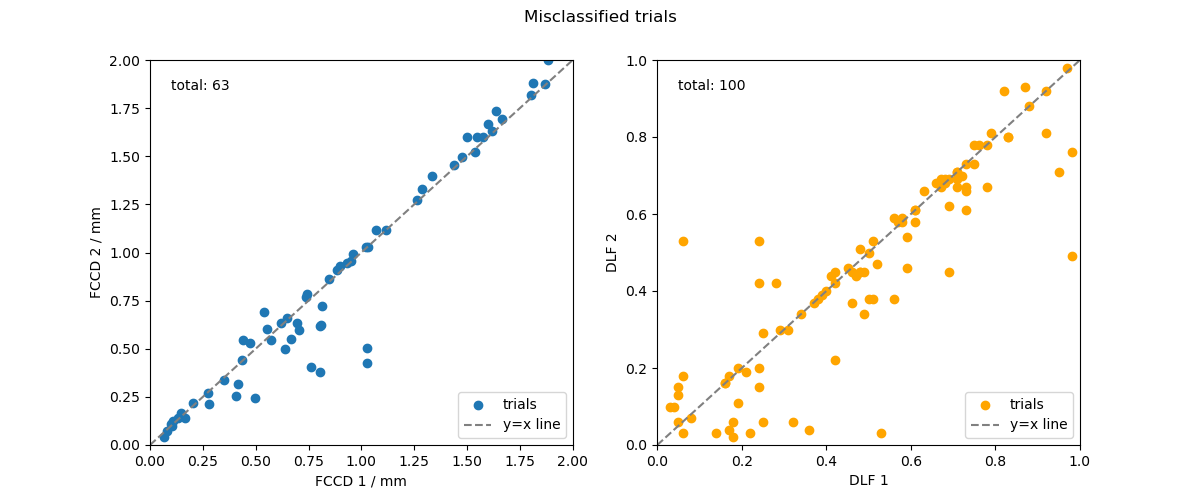 Misclassified trials
total: 63
FCCD 2 / mm
2.00
1.75
1.50
1.25
1.00
0.75
0.50
0.25
0.00
trials
y=x line
0.00 0.25 0.50 0.75 1.00 1.25 1.50 1.75 2.00
FCCD 1 / mm
total: 100
DLF 2
1.0
0.8
0.6
0.4
0.2
0.0
trials
y=x line
0.0 0.2 0.4 0.6 0.8 1.0
DLF 1